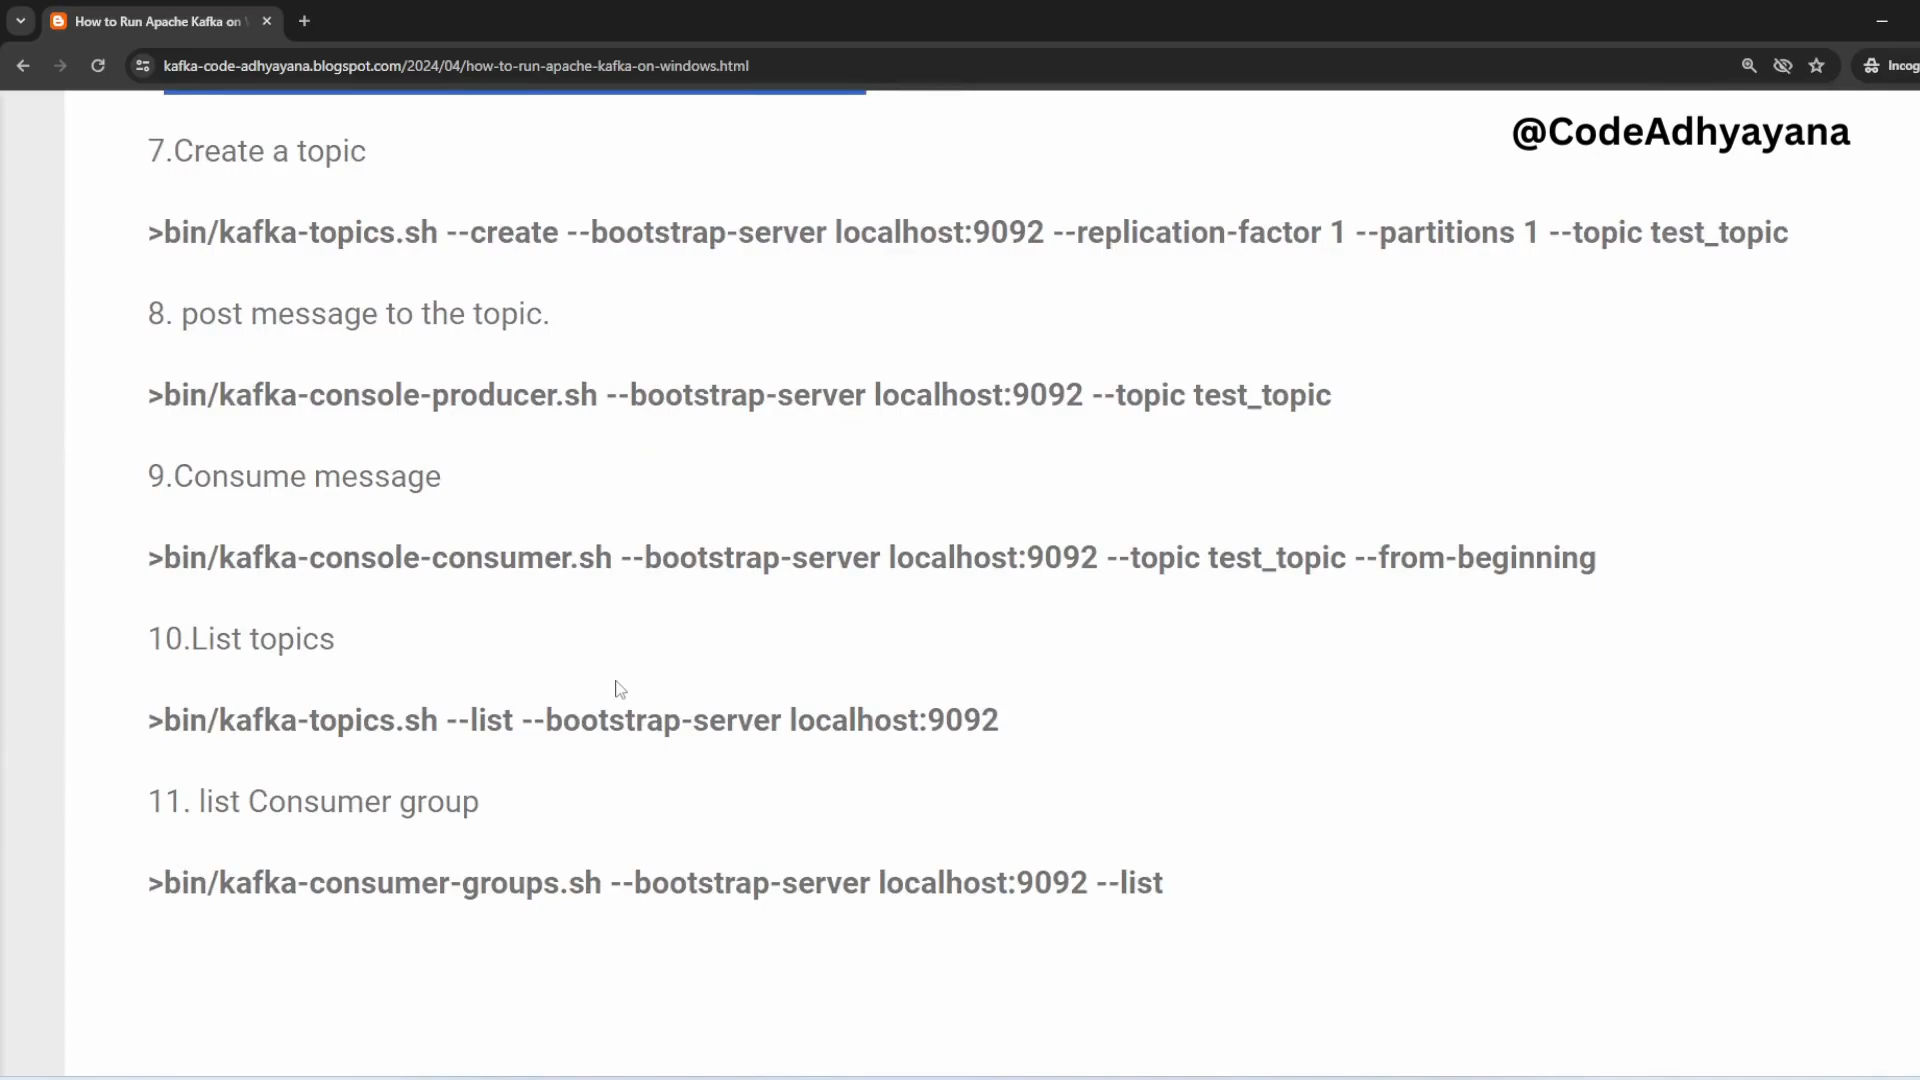 How to Run Apache Kafka on
kafka-code-adhyayana.blogspot.com/2024/04/how-to-run-apache-kafka-on-windows.html
Incog
@CodeAdhyayana
7.Create a topic
>bin/kafka-topics.sh --create --bootstrap-server localhost:9092 --replication-factor 1 --partitions 1 --topic test_topic
8. post message to the topic.
>bin/kafka-console-producer.sh --bootstrap-server localhost:9092 --topic test_topic
9.Consume message
>bin/kafka-console-consumer.sh --bootstrap-server localhost:9092 --topic test_topic --from-beginning
10.List topics
>bin/kafka-topics.sh --list --bootstrap-server localhost:9092
11. list Consumer group
>bin/kafka-consumer-groups.sh --bootstrap-server localhost:9092 --list